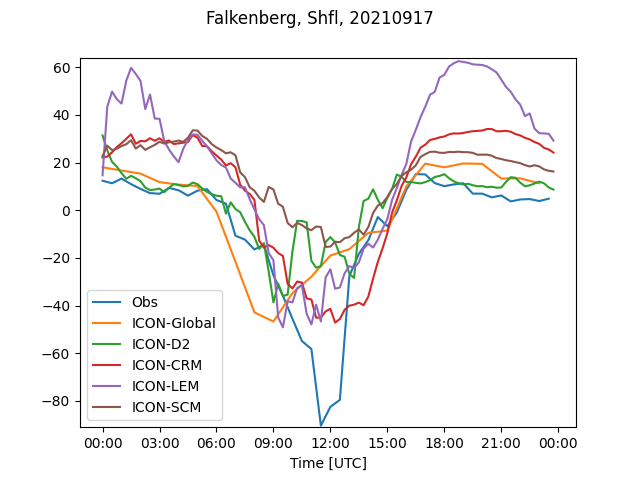 Falkenberg, Shfl, 20210917
60
40
20
0
−20
−40
−60
−80
Obs
ICON-Global
ICON-D2
ICON-CRM
ICON-LEM
ICON-SCM
00:00 03:00 06:00 09:00 12:00 15:00 18:00 21:00 00:00
Time [UTC]